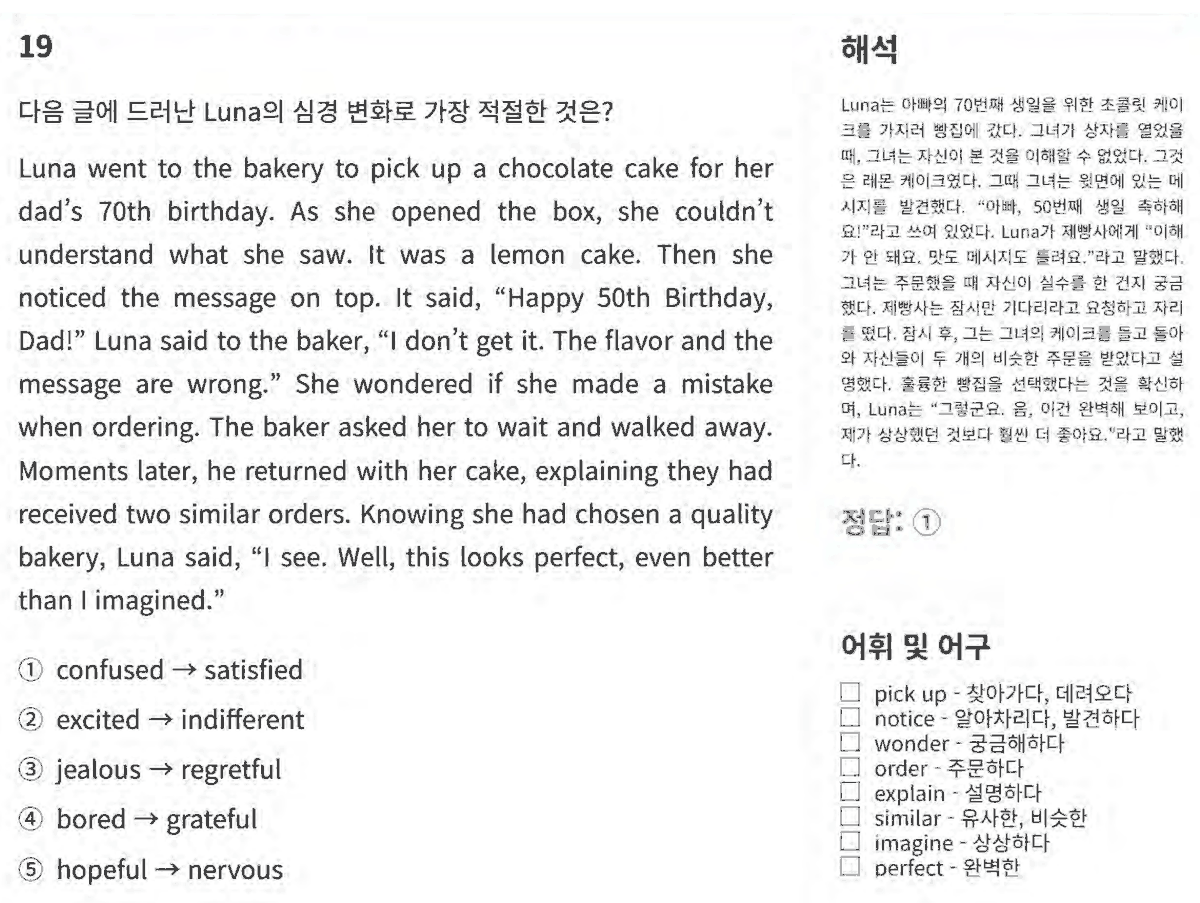 19
다음 글에 드러난 Luna의 심경 변화로 가장 적절한 것은?
Luna went to the bakery to pick up a chocolate cake for her
dad’s 70th birthday. As she opened the box, she couldn’t
understand what she saw. It was a lemon cake. Then she
noticed the message on top. It said, “Happy 50th Birthday,
Dad!” Luna said to the baker, “I don’t get it. The flavor and the
message are wrong.” She wondered if she made a mistake
when ordering. The baker asked her to wait and walked away.
Moments later, he returned with her cake, explaining they had
received two similar orders. Knowing she had chosen a quality
bakery, Luna said, “I see. Well, this looks perfect, even better
than I imagined.”
① confused → satisfied
② excited → indifferent
③ jealous → regretful
④ bored → grateful
⑤ hopeful → nervous
해석
Luna는 아빠의 70번째 생일을 위한 초콜릿 케이
크를 가지러 빵집에 갔다. 그녀가 상자를 열었을
때, 그녀는 자신이 본 것을 이해할 수 없었다. 그것
은 레몬 케이크였다. 그때 그녀는 윗면에 있는 메
시지를 발견했다. “아빠, 50번째 생일 축하해
요!”라고 쓰여 있었다. Luna가 제빵사에게 “이해
가 안 돼요. 맛도 메시지도 틀려요.”라고 말했다.
그녀는 주문했을 때 자신이 실수를 한 건지 궁금
했다. 제빵사는 잠시만 기다리라고 요청하고 자리
를 떴다. 잠시 후, 그는 그녀의 케이크를 들고 돌아
와 자신들이 두 개의 비슷한 주문을 받았다고 설
명했다. 훌륭한 빵집을 선택했다는 것을 확신하
며, Luna는 “그렇군요. 음, 이건 완벽해 보이고,
제가 상상했던 것보다 훨씬 더 좋아요.”라고 말했
다.
정답: ①
어휘 및 어구
□ pick up - 찾아가다, 데려오다
□ notice - 알아차리다, 발견하다
□ wonder - 궁금해하다
□ order - 주문하다
□ explain - 설명하다
□ similar - 유사한, 비슷한
□ imagine - 상상하다
□ perfect - 완벽한